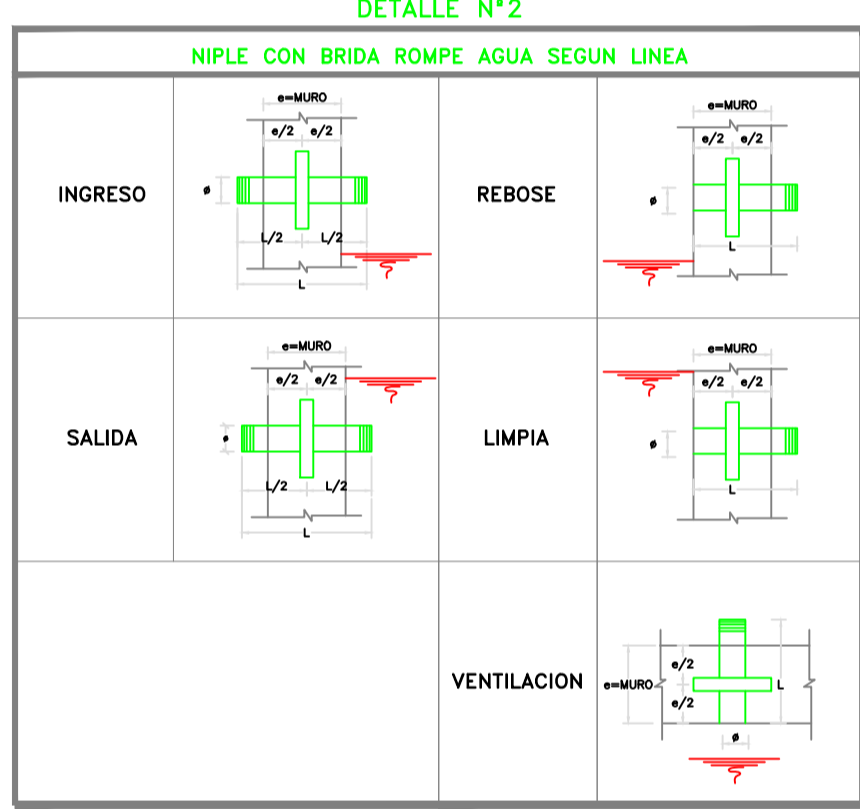 DETALLE N°2
NIPLE CON BRIDA ROMPE AGUA SEGUN LINEA
INGRESO
e=MURO
e/2 e/2
ø
L/2 L/2
L
REBOSE
e=MURO
e/2 e/2
ø
L
SALIDA
e=MURO
e/2 e/2
ø
L/2 L/2
L
LIMPIA
e=MURO
e/2 e/2
ø
L
VENTILACION
e=MURO
e/2
e/2
L
ø